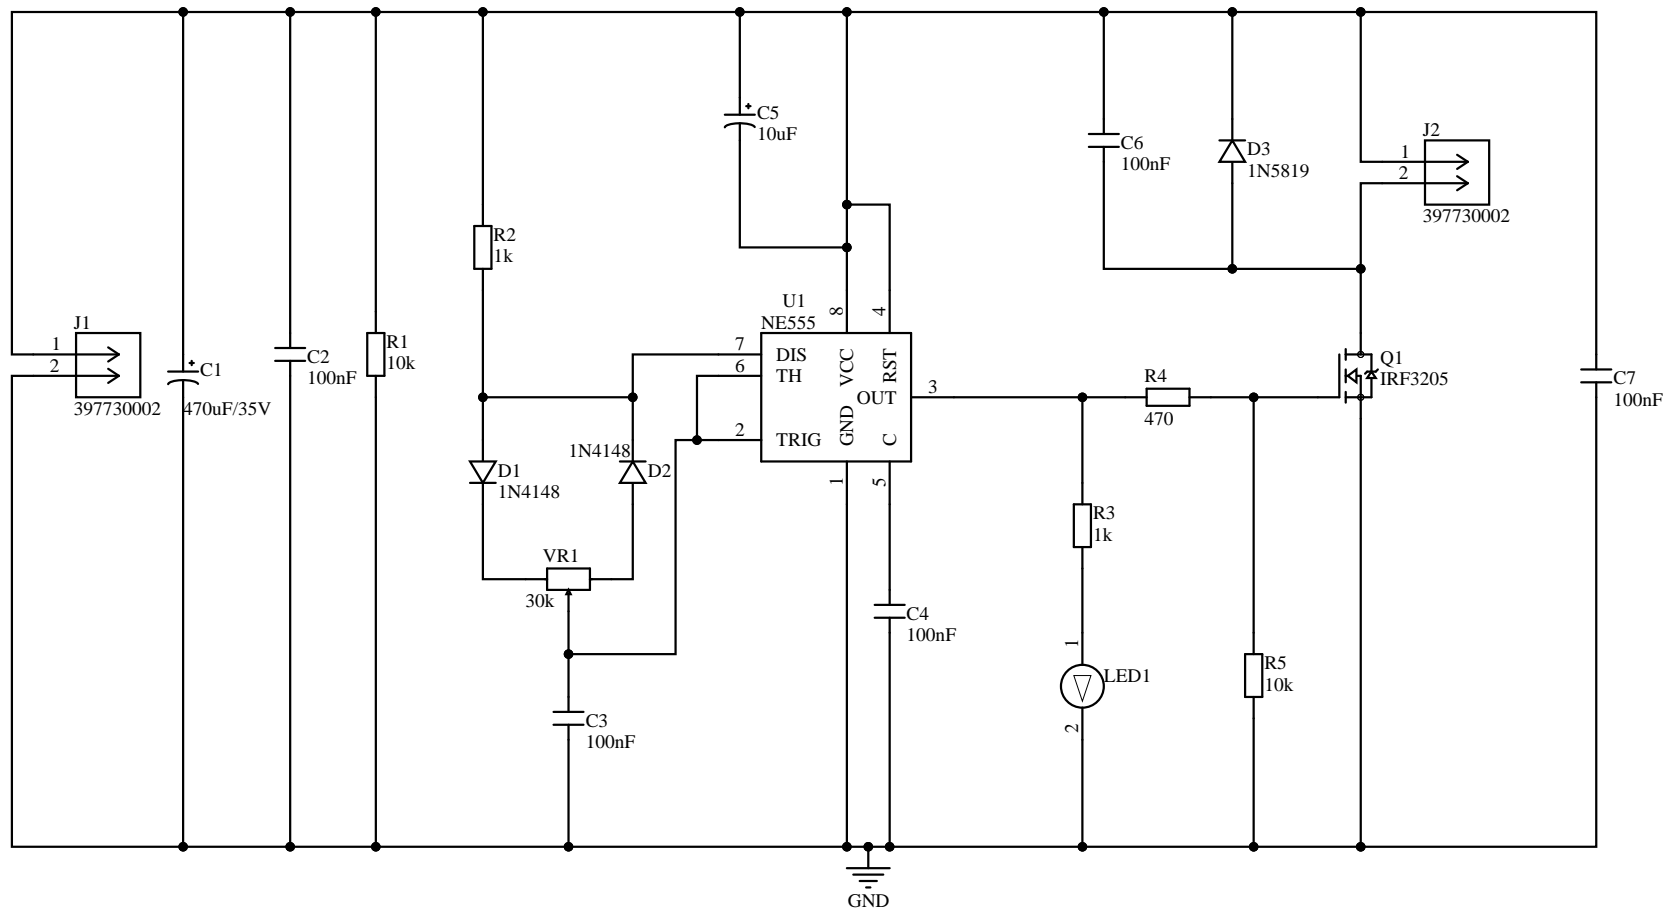 C5
10uF
J2
1
2
397730002
C6
100nF
D3
1N5819
R2
1k
U1
NE555
8
4
J1
1
2
397730002
C1
470uF/35V
C2
100nF
R1
10k
7
DIS
6
TH
VCC
RST
OUT
3
2
TRIG
GND
C
1
5
R4
470
Q1
IRF3205
C7
100nF
D1
1N4148
1N4148
D2
R3
1k
VR1
30k
C4
100nF
1
LED1
2
R5
10k
C3
100nF
GND